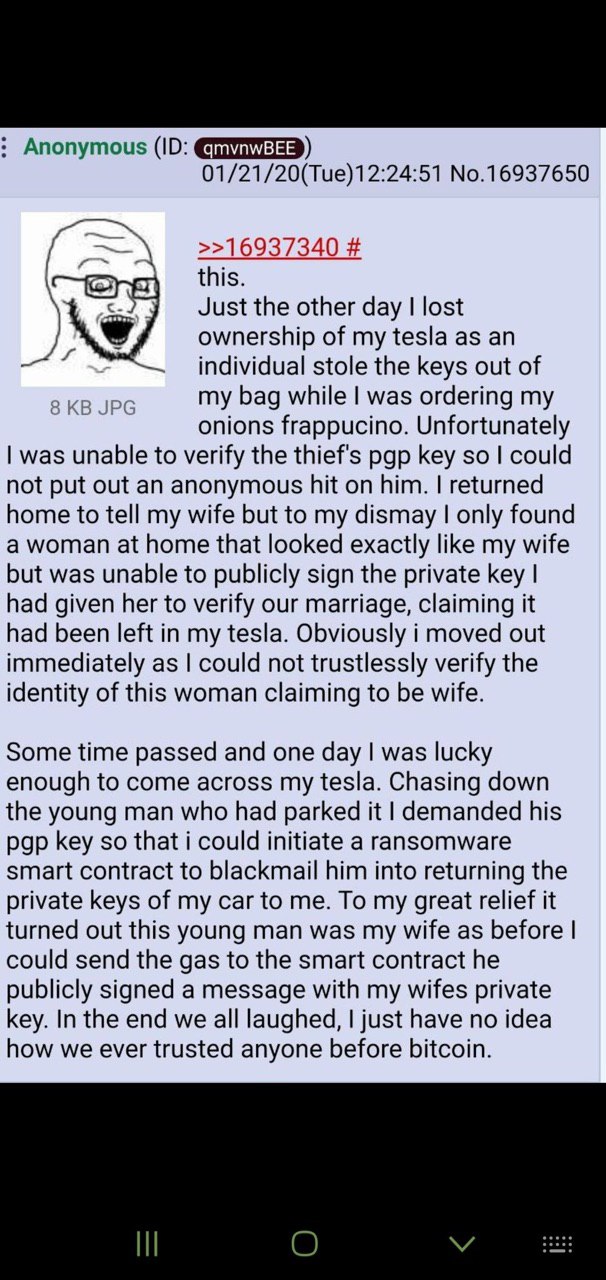 Anonymous (ID: qmvnwBEE)
01/21/20(Tue)12:24:51 No.16937650
>>16937340 #
this.
Just the other day I lost
ownership of my tesla as an
individual stole the keys out of
my bag while I was ordering my
8 KB JPG
onions frappucino. Unfortunately
I was unable to verify the thief's pgp key so I could
not put out an anonymous hit on him. I returned
home to tell my wife but to my dismay I only found
a woman at home that looked exactly like my wife
but was unable to publicly sign the private key I
had given her to verify our marriage, claiming it
had been left in my tesla. Obviously i moved out
immediately as I could not trustlessly verify the
identity of this woman claiming to be wife.
Some time passed and one day I was lucky
enough to come across my tesla. Chasing down
the young man who had parked it I demanded his
pgp key so that i could initiate a ransomware
smart contract to blackmail him into returning the
private keys of my car to me. To my great relief it
turned out this young man was my wife as before I
could send the gas to the smart contract he
publicly signed a message with my wifes private
key. In the end we all laughed, I just have no idea
how we ever trusted anyone before bitcoin.